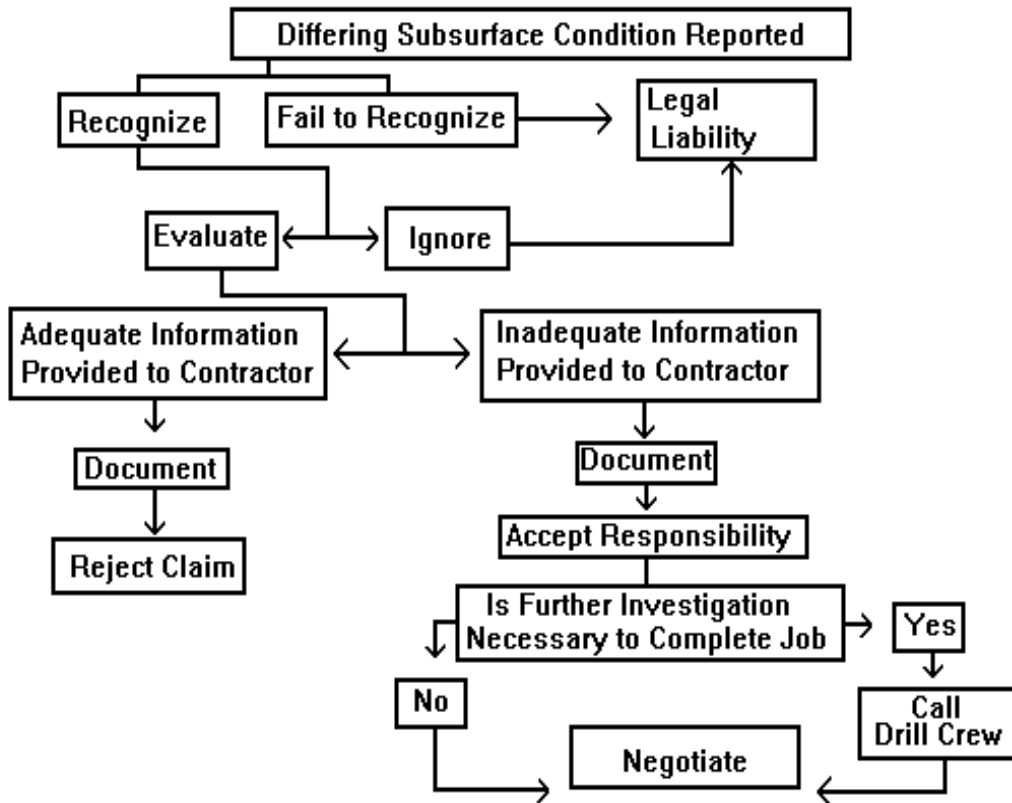 Differing Subsurface Condition Reported
Recognize
Fail to Recognize
Legal
Liability
Evaluate
Ignore
Adequate Information
Provided to Contractor
Inadequate Information
Provided to Contractor
Document
Document
Reject Claim
Accept Responsibility
Is Further Investigation
Necessary to Complete Job
Yes
No
Call
Drill Crew
Negotiate